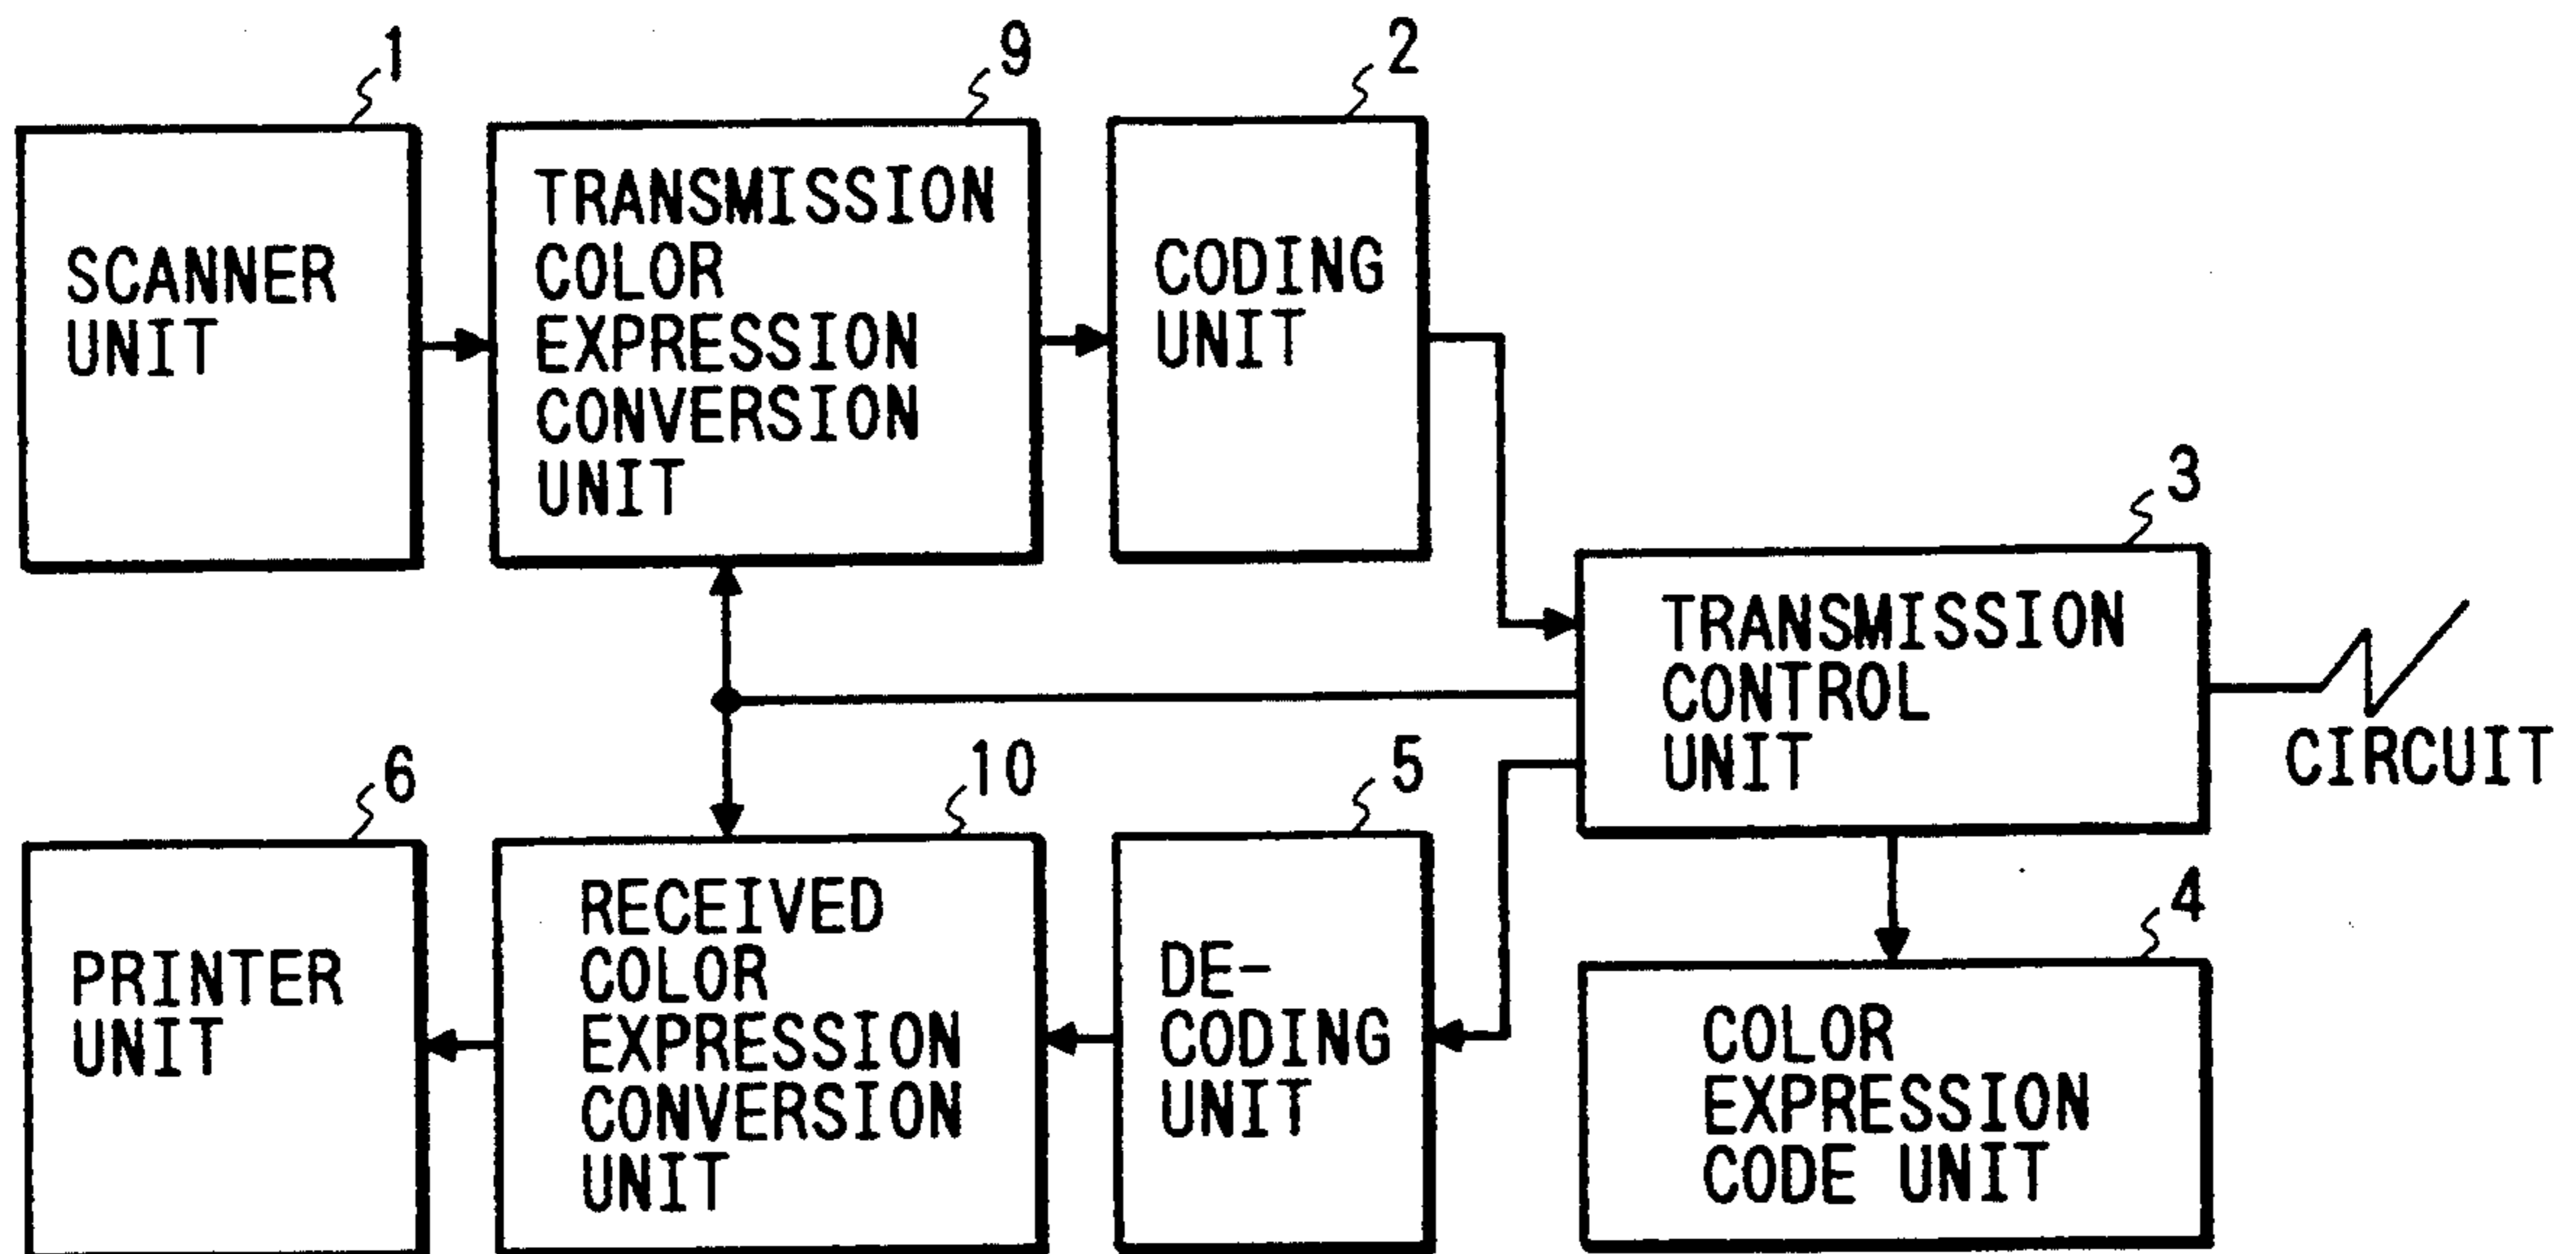 1
SCANNER
UNIT
9
TRANSMISSION
COLOR
EXPRESSION
CONVERSION
UNIT
2
CODING
UNIT
3
TRANSMISSION
CONTROL
UNIT
CIRCUIT
6
PRINTER
UNIT
10
RECEIVED
COLOR
EXPRESSION
CONVERSION
UNIT
5
DE-
CODING
UNIT
4
COLOR
EXPRESSION
CODE UNIT